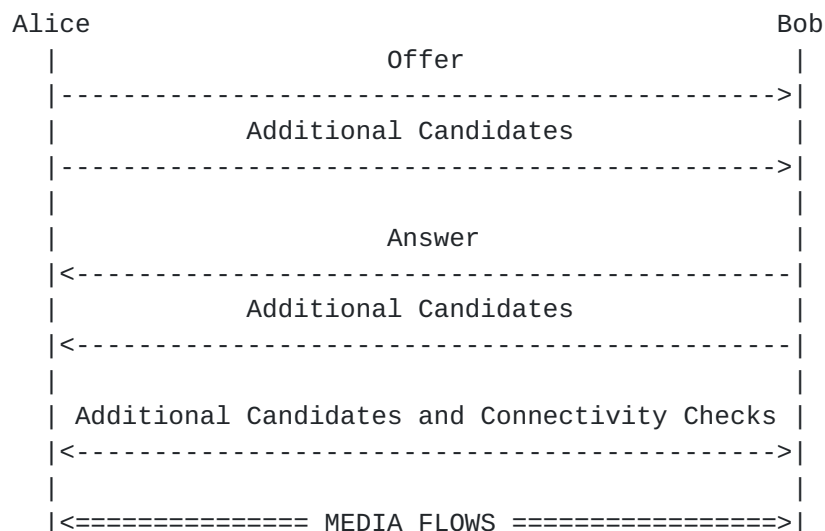 Alice                                            Bob
  |                     Offer                     |
  |---------------------------------------------->|
  |            Additional Candidates              |
  |---------------------------------------------->|
  |                                               |
  |                     Answer                    |
  |<----------------------------------------------|
  |            Additional Candidates              |
  |<----------------------------------------------|
  |                                               |
  | Additional Candidates and Connectivity Checks |
  |<--------------------------------------------->|
  |                                               |
  |<=============== MEDIA FLOWS =================>|